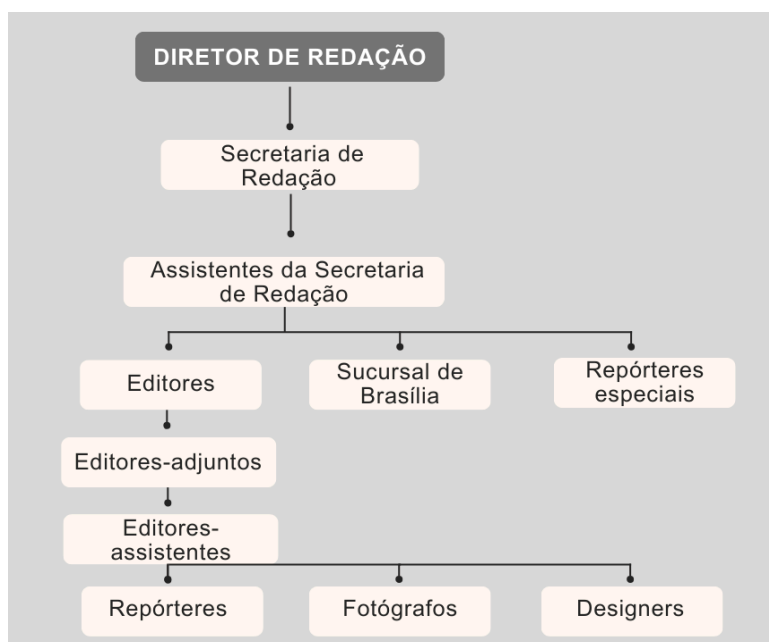 DIRETOR DE REDAÇÃO
Secretaria de
Redação
Assistentes da Secretaria
de Redação
Editores
Sucursal de
Brasília
Repórteres
especiais
Editores-adjuntos
Editores-
assistentes
Repórteres
Fotógrafos
Designers